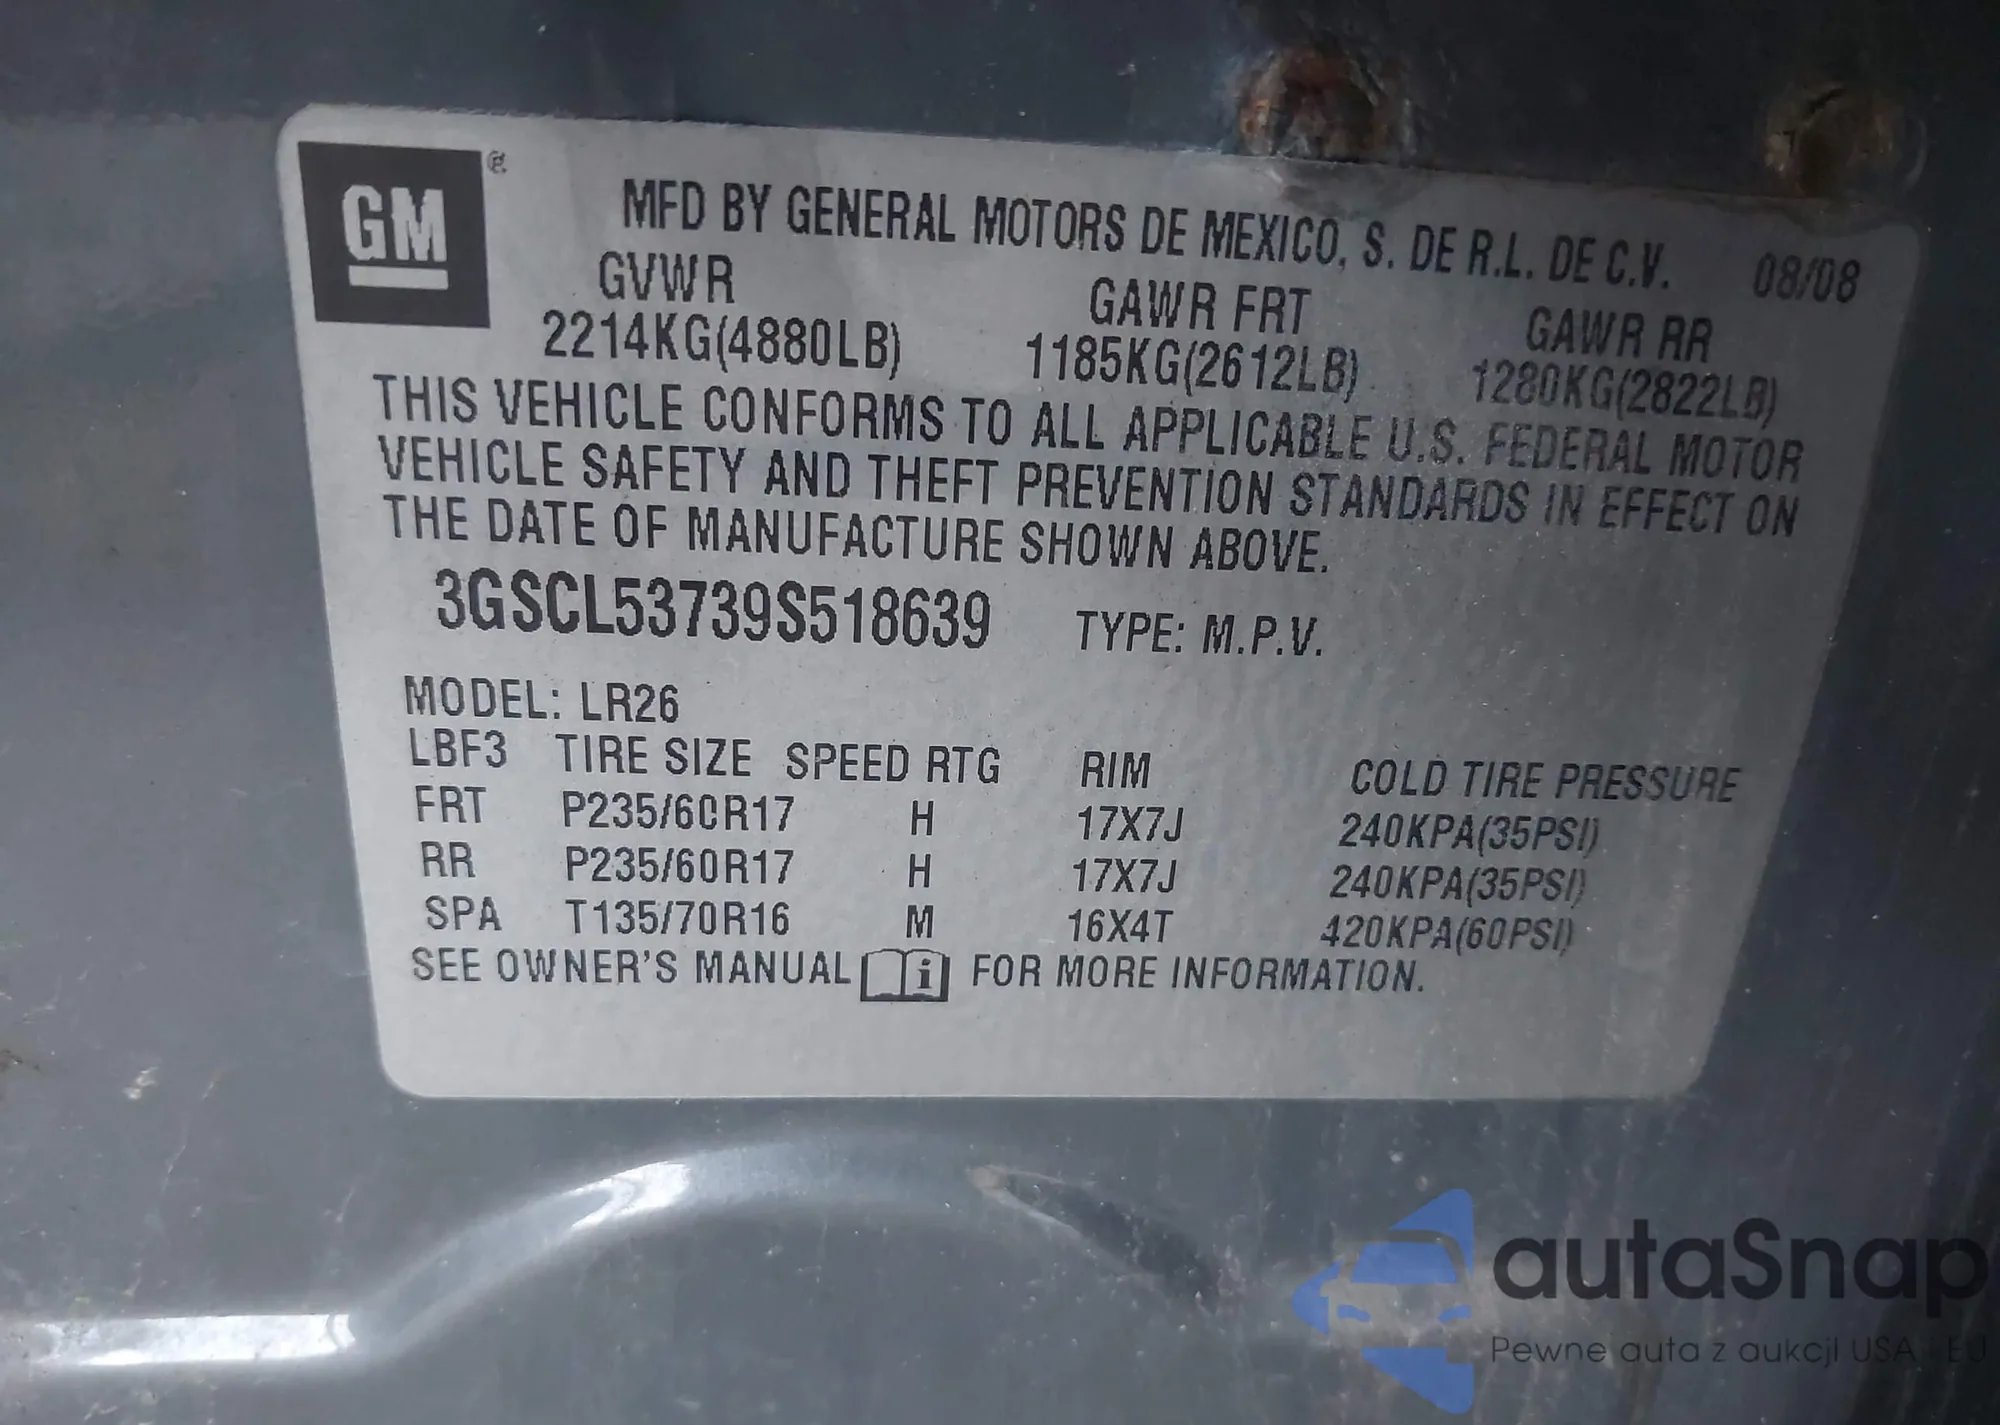 GM ®
MFD BY GENERAL MOTORS DE MEXICO, S. DE R.L. DE C.V. 08/08
GVWR GAWR FRT GAWR RR
2214KG(4880LB) 1185KG(2612LB) 1280KG(2822LB)
THIS VEHICLE CONFORMS TO ALL APPLICABLE U.S. FEDERAL MOTOR
VEHICLE SAFETY AND THEFT PREVENTION STANDARDS IN EFFECT ON
THE DATE OF MANUFACTURE SHOWN ABOVE.
3GSCL53739S518639 TYPE: M.P.V.
MODEL: LR26
LBF3 TIRE SIZE SPEED RTG RIM COLD TIRE PRESSURE
FRT P235/60R17 H 17X7J 240KPA(35PSI)
RR P235/60R17 H 17X7J 240KPA(35PSI)
SPA T135/70R16 M 16X4T 420KPA(60PSI)
SEE OWNER'S MANUAL i FOR MORE INFORMATION.
autaSnap
Pewne auta z aukcji USA i EU